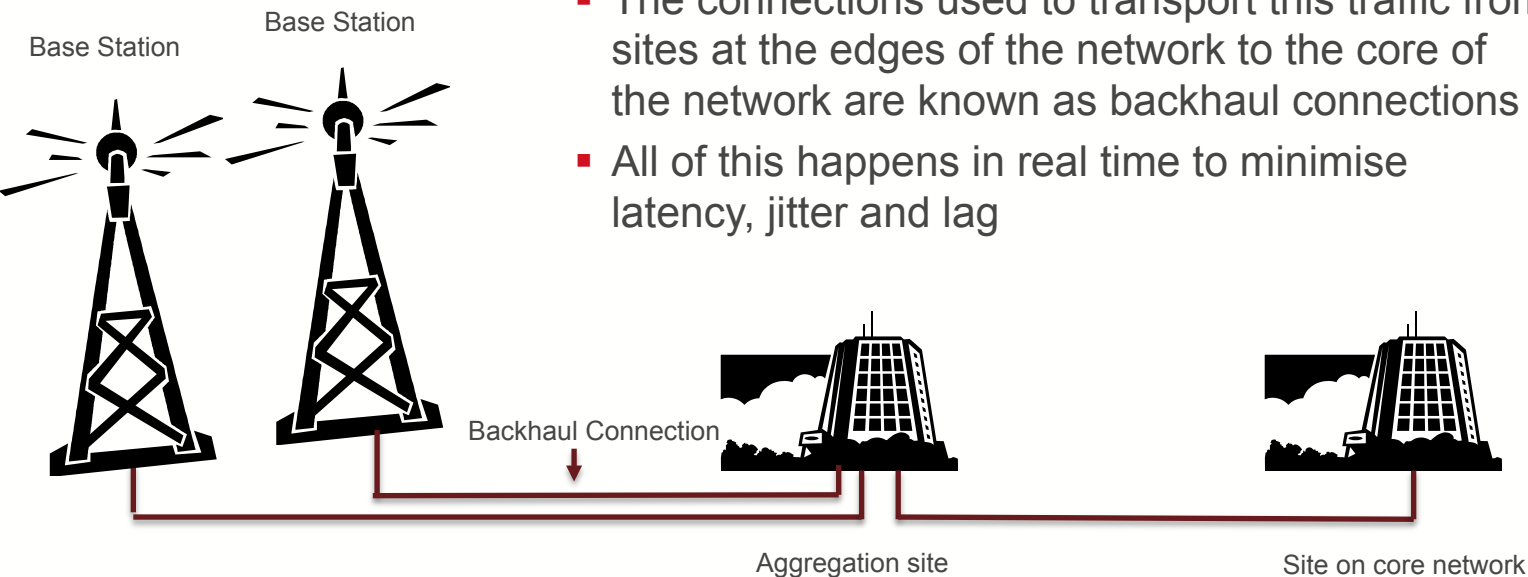 Base Station
Base Station
The connections used to transport this traffic
sites at the edges of the network to the core of
the network are known as backhaul connections
All of this happens in real time to minimise
latency, jitter and lag
Backhaul Connection
Aggregation site
Site on core network